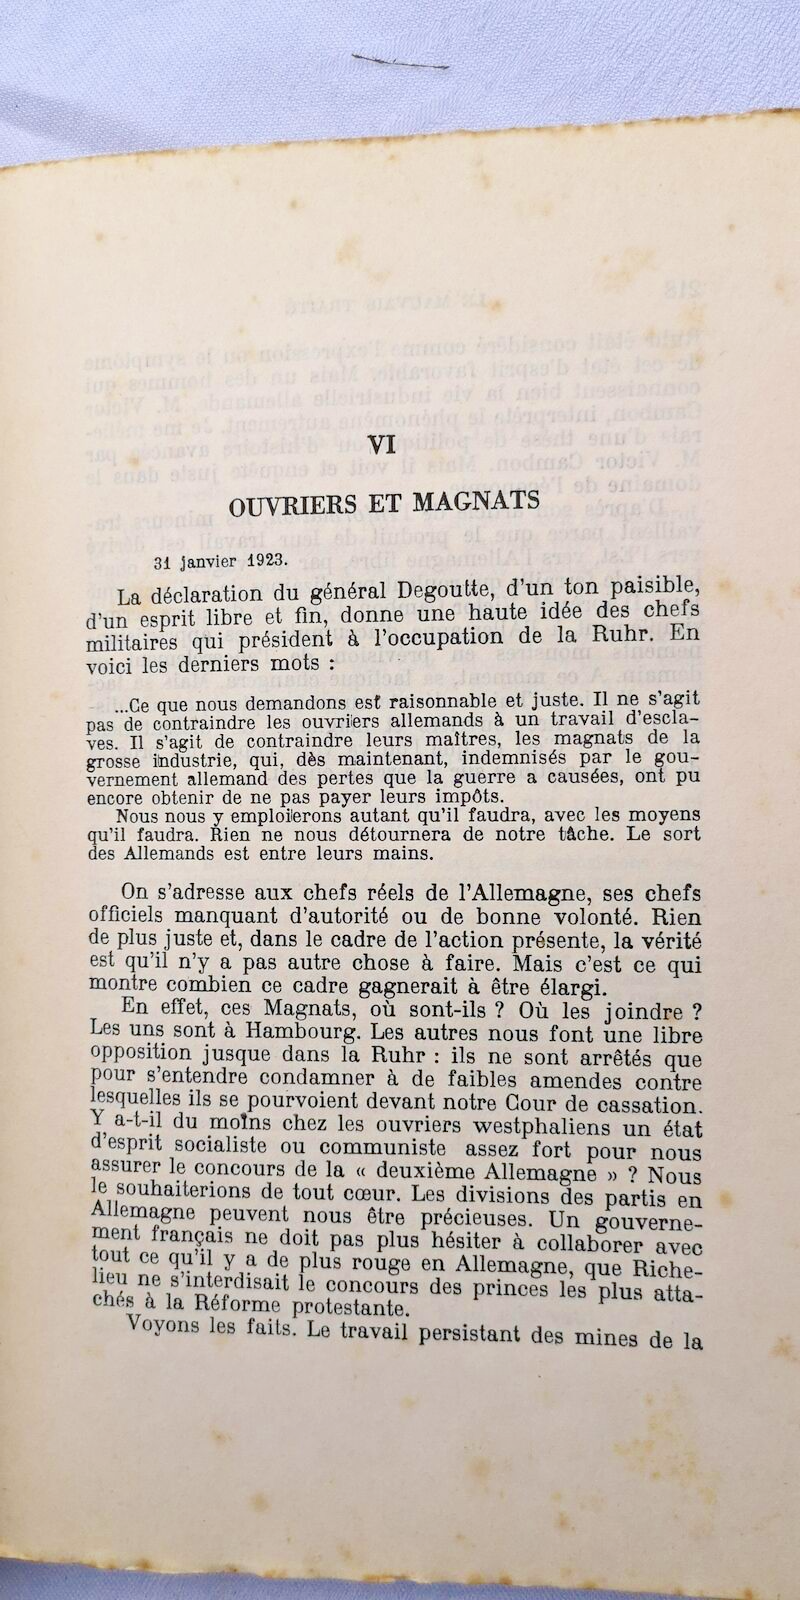 VI
OUVRIERS ET MAGNATS
31 janvier 1923.
La déclaration du général Degoutte, d'un ton paisible,
d'un esprit libre et fin, donne une haute idée des chefs
militaires qui président à l'occupation de la Ruhr. En
voici les derniers mots :
...Ce que nous demandons est raisonnable et juste. Il ne s'agit
pas de contraindre les ouvriers allemands à un travail d'escla-
ves. Il s'agit de contraindre leurs maîtres, les magnats de la
grosse industrie, qui, dès maintenant, indemnisés par le gou-
vernement allemand des pertes que la guerre a causées, ont pu
encore obtenir de ne pas payer leurs impôts.
Nous nous y emploierons autant qu'il faudra, avec les moyens
qu'il faudra. Rien ne nous détournera de notre tâche. Le sort
des Allemands est entre leurs mains.
On s'adresse aux chefs réels de l'Allemagne, ses chefs
officiels manquant d'autorité ou de bonne volonté. Rien
de plus juste et, dans le cadre de l'action présente, la vérité
est qu'il n'y a pas autre chose à faire. Mais c'est ce qui
montre combien ce cadre gagnerait à être élargi.
En effet, ces Magnats, où sont-ils ? Où les joindre ?
Les uns sont à Hambourg. Les autres nous font une libre
opposition jusque dans la Ruhr : ils ne sont arrêtés que
pour s'entendre condamner à de faibles amendes contre
lesquelles ils se pourvoient devant notre Cour de cassation.
Y a-t-il du moins chez les ouvriers westphaliens un état
d'esprit socialiste ou communiste assez fort pour nous
assurer le concours de la « deuxième Allemagne » ? Nous
le souhaiterions de tout cœur. Les divisions des partis en
Allemagne peuvent nous être précieuses. Un gouverne-
ment français ne doit pas plus hésiter à collaborer avec
tout ce qu'il y a de plus rouge en Allemagne, que Riche-
lieu ne s'interdisait le concours des princes les plus atta-
chés à la Réforme protestante.
Voyons les faits. Le travail persistant des mines de la